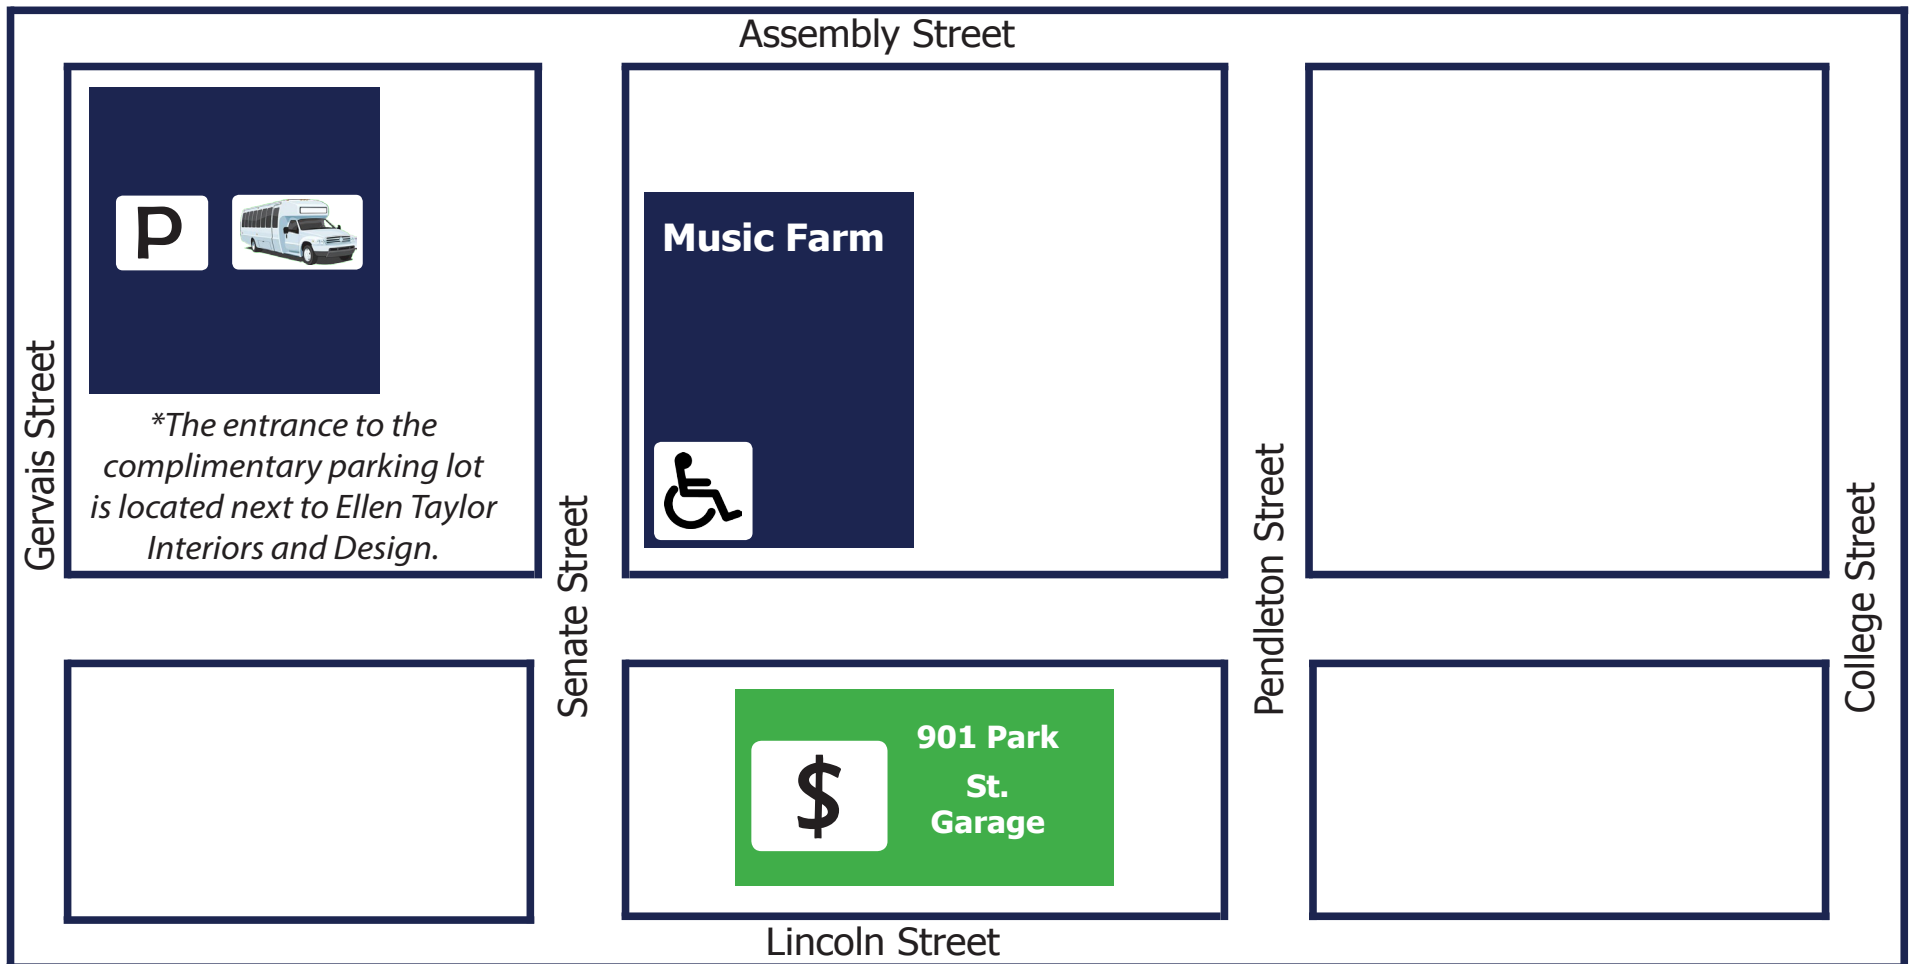 Assembly Street
P
Music Farm
Gervais Street
*The entrance to the
complimentary parking lot
is located next to Ellen Taylor
Interiors and Design.
Senate Street
Pendleton Street
College Street
$
901 Park
St.
Garage
Lincoln Street